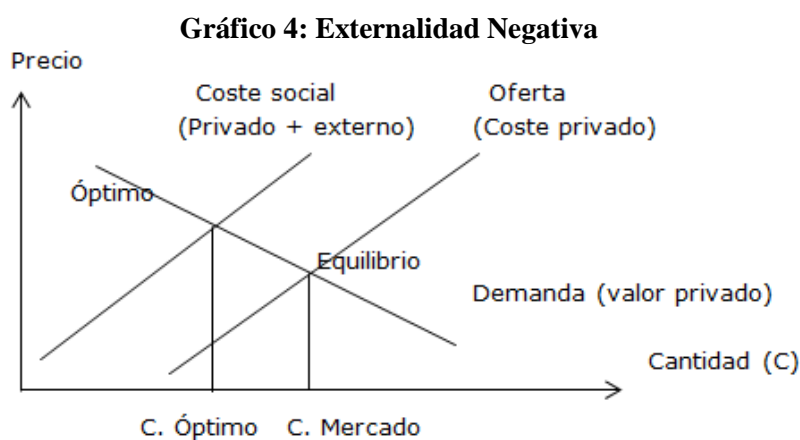 Gráfico 4: Externalidad Negativa
Precio
Coste social
(Privado + externo)
Oferta
(Coste privado)
Óptimo
Equilibrio
Demanda (valor privado)
Cantidad (C)
C. Óptimo
C. Mercado